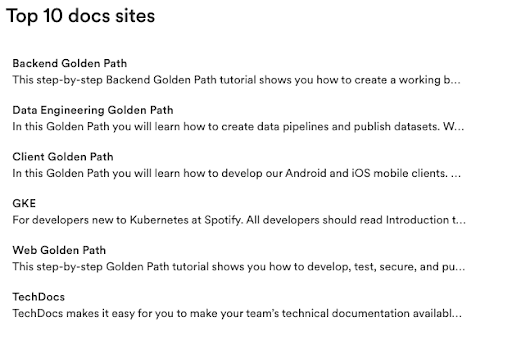 Top 10 docs sites
Backend Golden Path
This step-by-step Backend Golden Path tutorial shows you how to create a working b...
Data Engineering Golden Path
In this Golden Path you will learn how to create data pipelines and publish datasets. W...
Client Golden Path
In this Golden Path you will learn how to develop our Android and iOS mobile clients. ...
GKE
For developers new to Kubernetes at Spotify. All developers should read Introduction t...
Web Golden Path
This step-by-step Golden Path tutorial shows you how to develop, test, secure, and pu...
TechDocs
TechDocs makes it easy for you to make your team's technical documentation availabl...